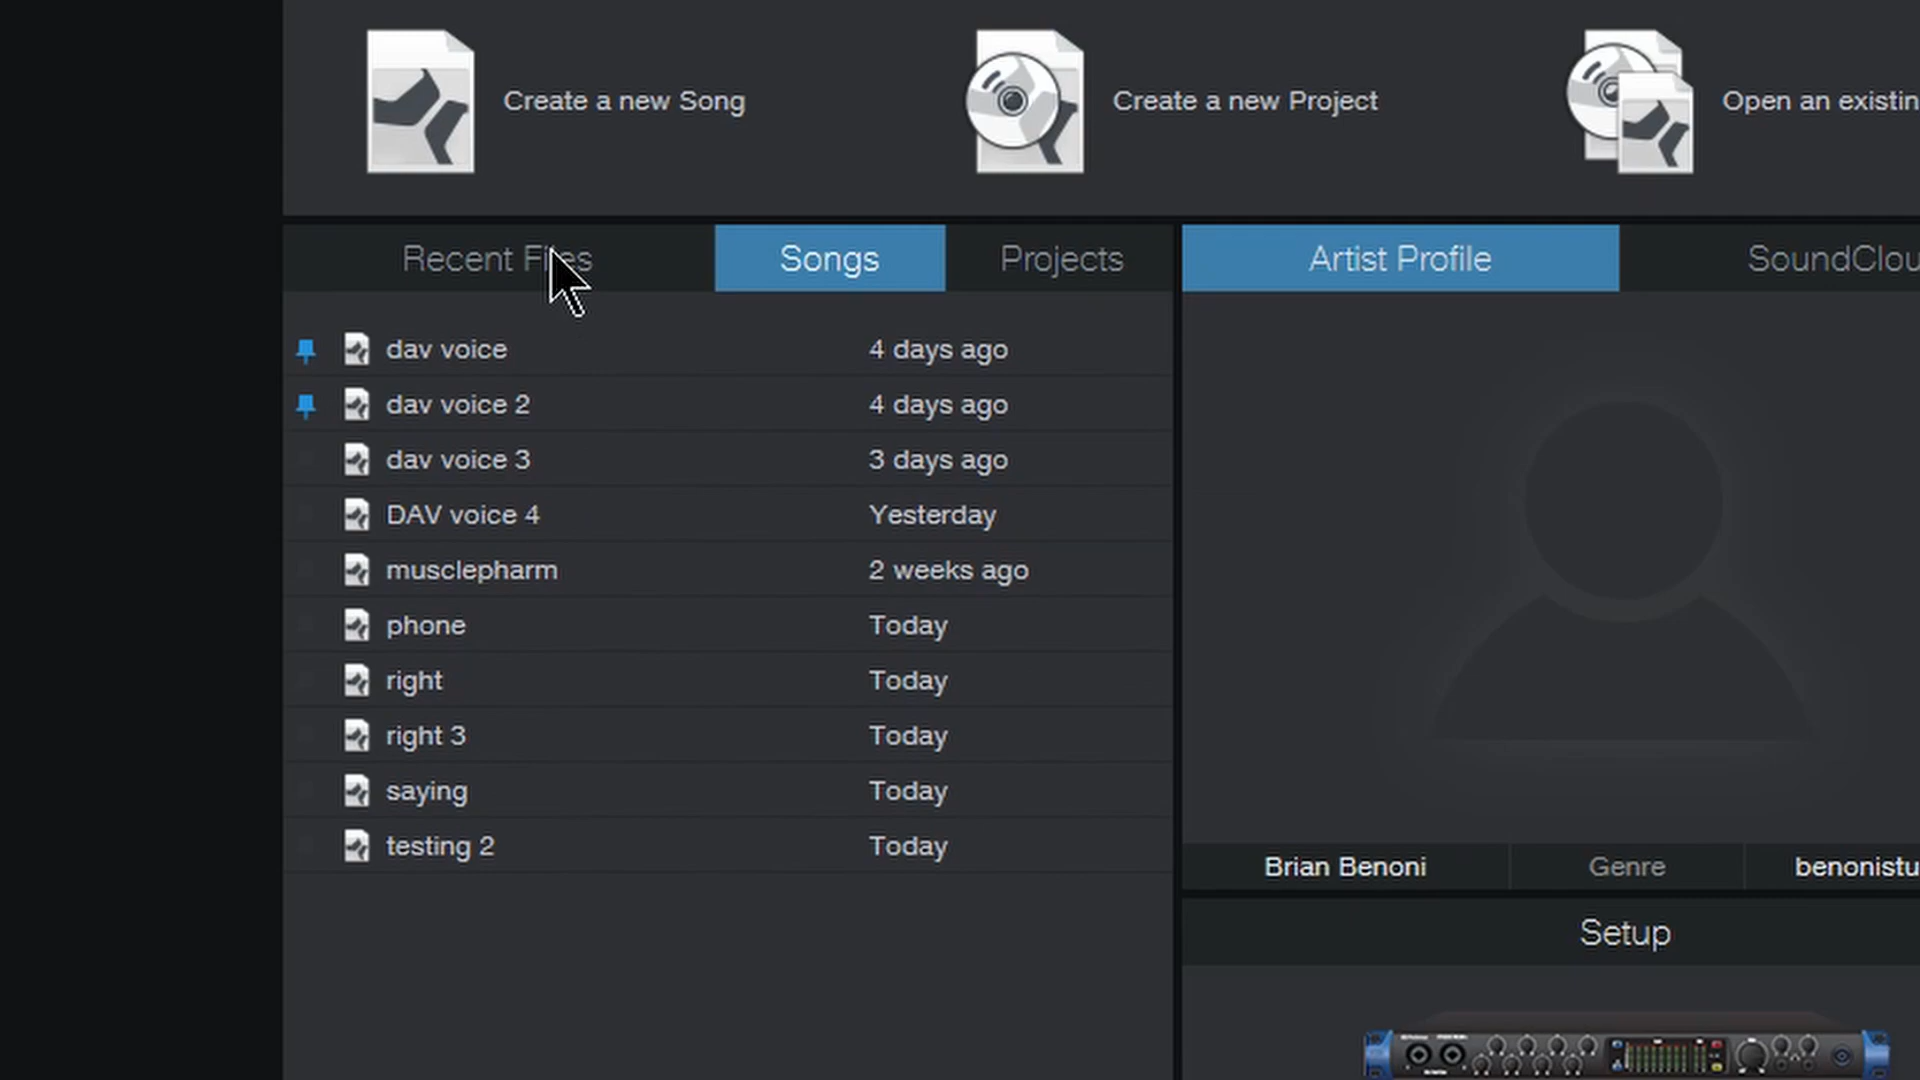 Create a new Song
Create a new Project
Open an existin
Recent Files
Songs
Projects
Artist Profile
SoundClou
dav voice 4 days ago
dav voice 2 4 days ago
dav voice 3 3 days ago
DAV voice 4 Yesterday
musclepharm 2 weeks ago
phone Today
right Today
right 3 Today
saying Today
testing 2 Today
Brian Benoni
Genre
benonistu
Setup